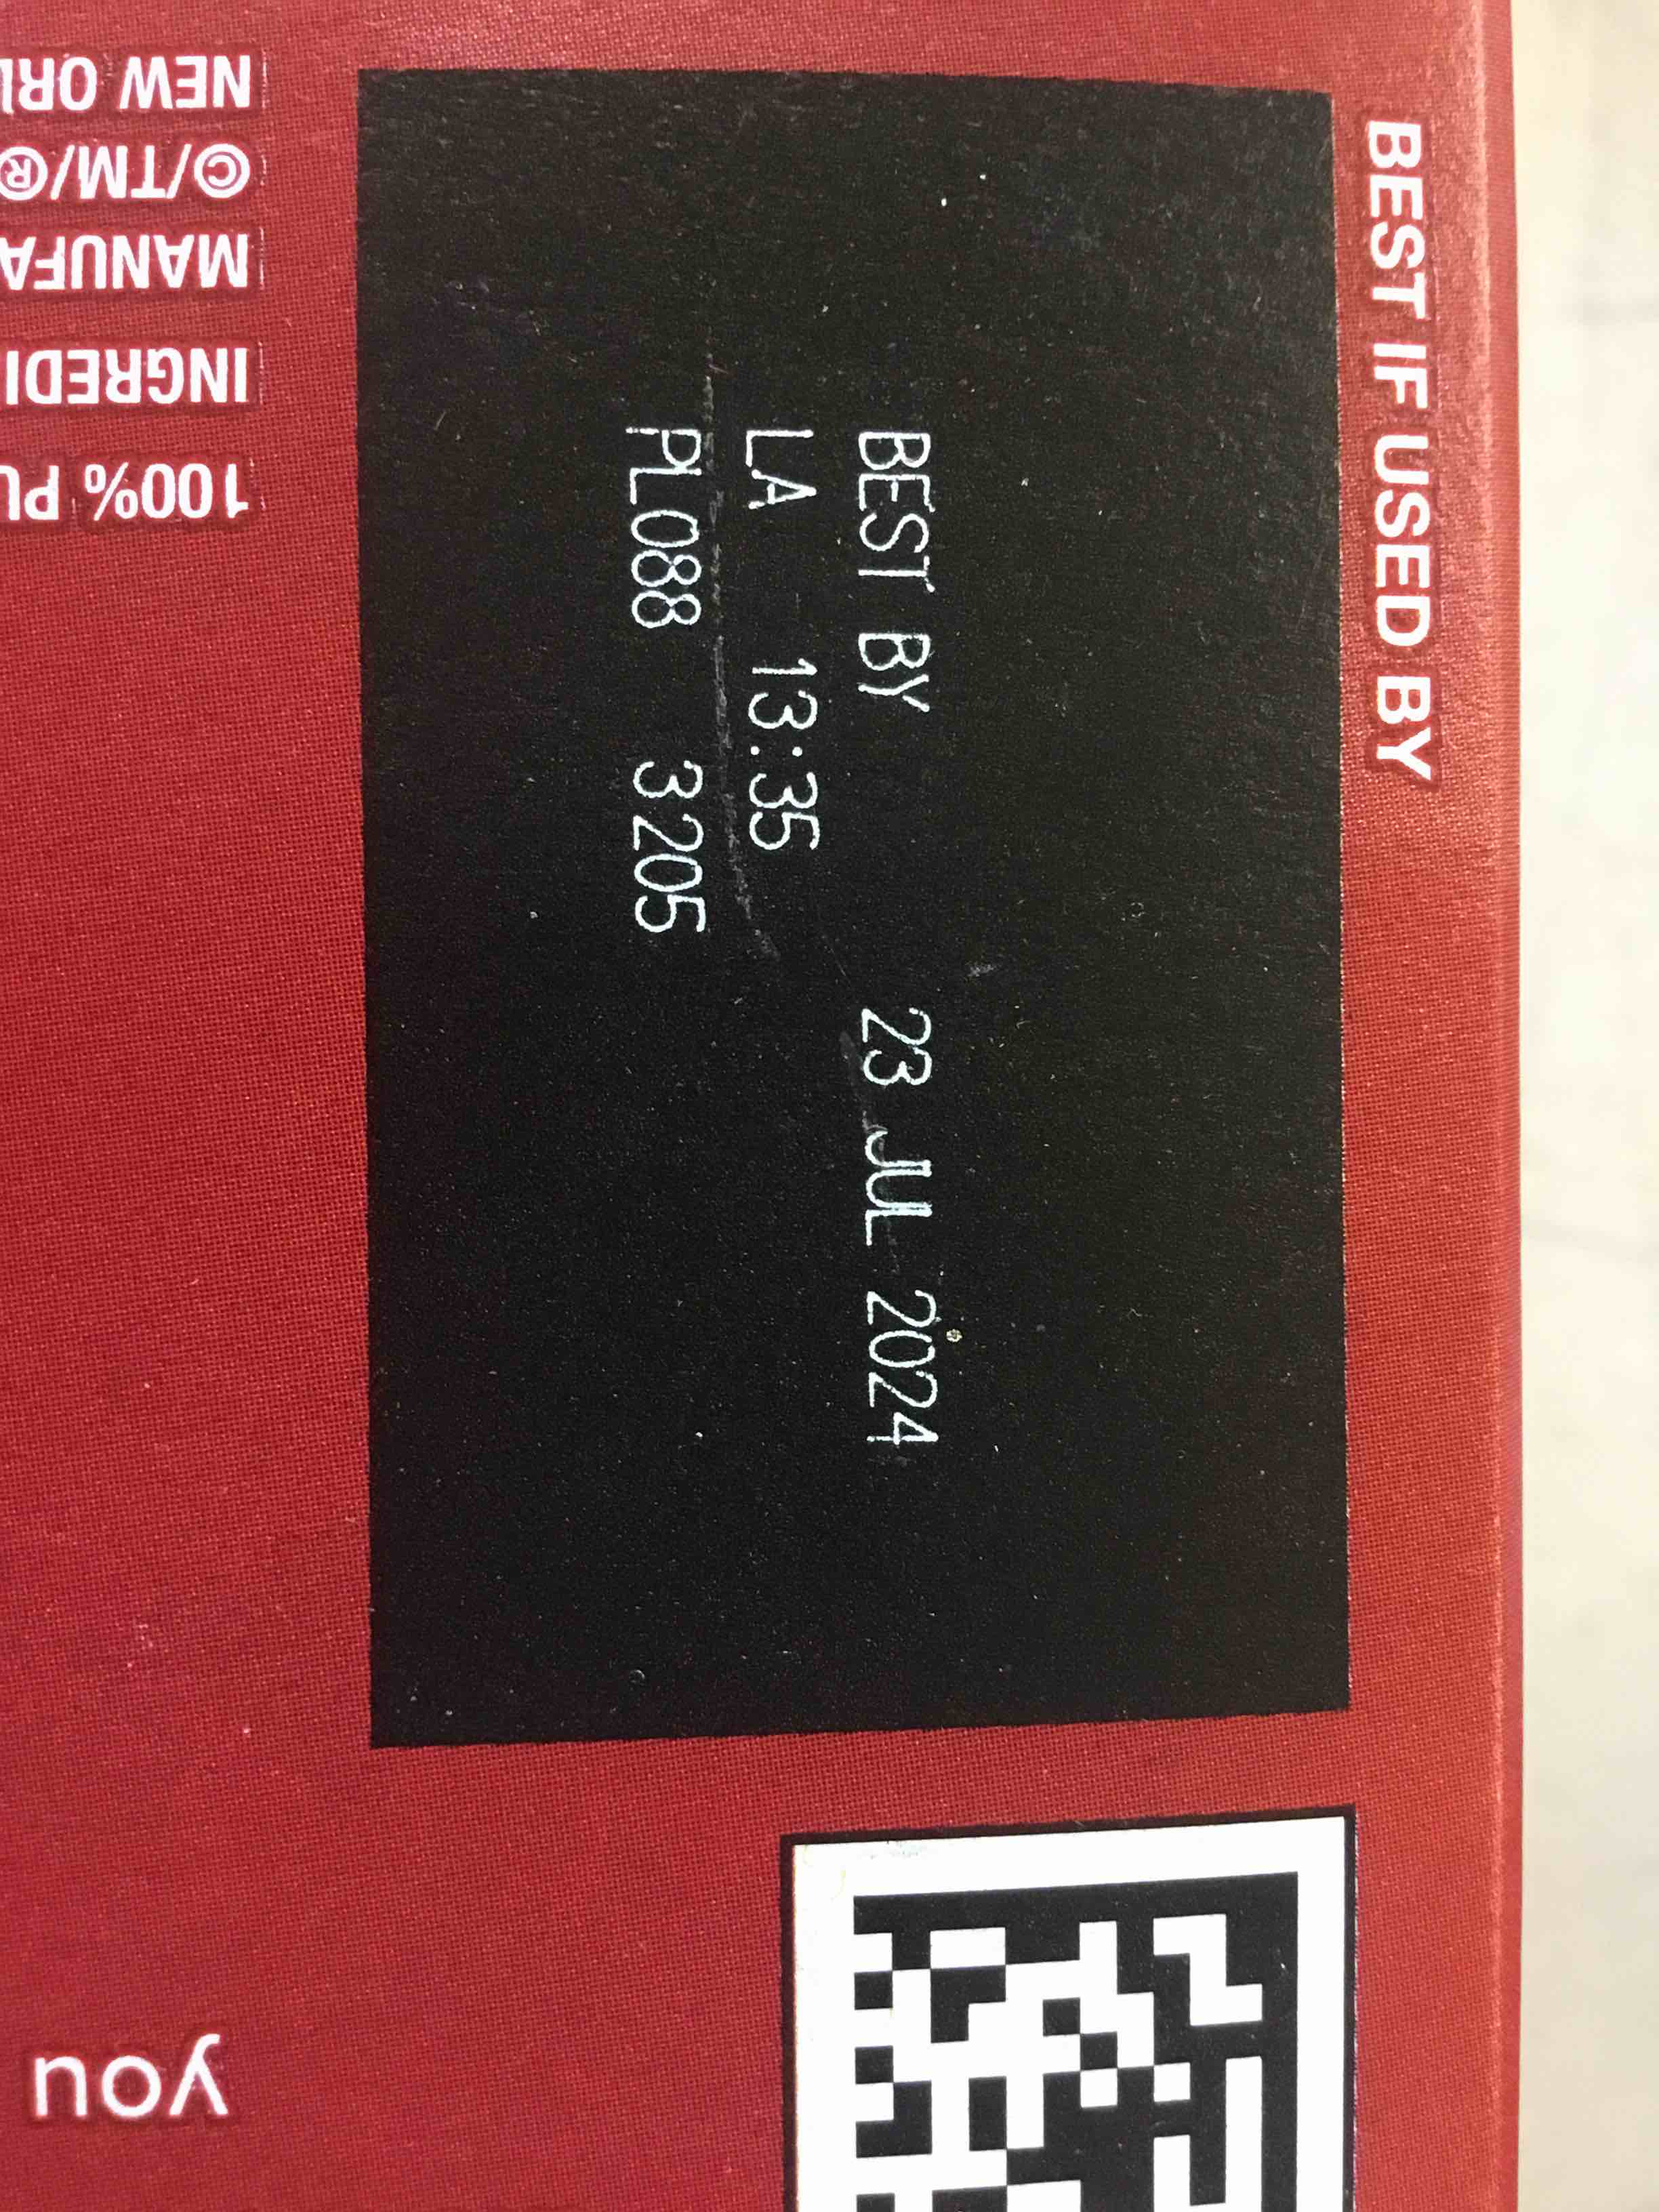 BEST IF USED BY
BEST BY 23 JUL 2024
LA 13:35
PL088 3205
100% PU
INGREDI
MANUFA
©/TM/®
NEW ORL
you